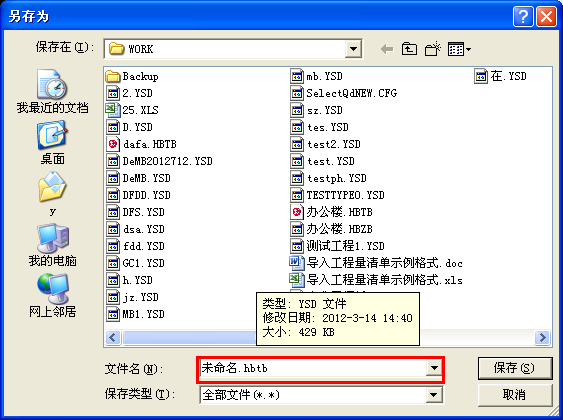 另存为
保存在(I):
WORK
我最近的文档
桌面
y
我的电脑
网上邻居
Backup
2.YSD
25.XLS
D.YSD
dafa.HBTB
DeMB2012712.YSD
DeMB.YSD
DFDD.YSD
DFS.YSD
dsa.YSD
fdd.YSD
GC1.YSD
h.YSD
jz.YSD
MB1.YSD
mb.YSD
SelectQdNEW.CFG
sz.YSD
tes.YSD
test2.YSD
test.YSD
testph.YSD
TESTTYPE0.YSD
办公楼.HBTB
办公楼.HBZB
测试工程1.YSD
导入工程量清单示例格式.doc
导入工程量清单示例格式.xls
在.YSD
类型: YSD 文件
修改日期: 2012-3-14 14:40
大小: 429 KB
文件名(N):
未命名.hbtb
保存(S)
保存类型(T):
全部文件(*.*)
取消